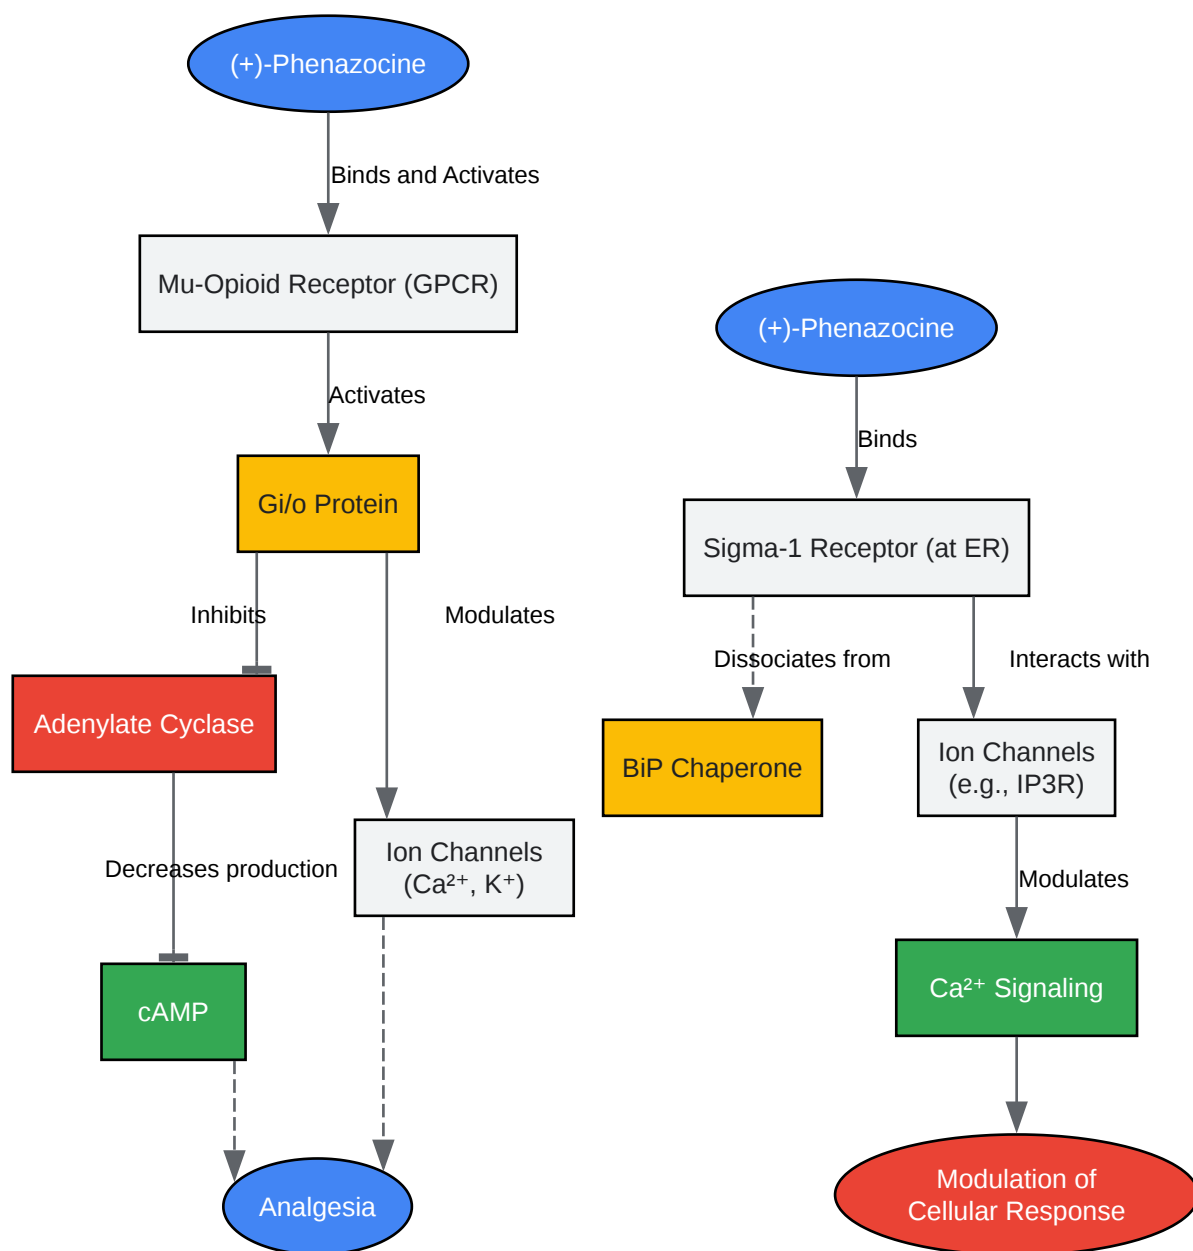 (+)-Phenazocine
Binds and Activates
Mu-Opioid Receptor (GPCR)
Activates
Gi/o Protein
Inhibits
Modulates
Adenylate Cyclase
Decreases production
Ion Channels
(Ca²⁺, K⁺)
cAMP
Analgesia
(+)-Phenazocine
Binds
Sigma-1 Receptor (at ER)
Dissociates from
Interacts with
BiP Chaperone
Ion Channels
(e.g., IP3R)
Modulates
Ca²⁺ Signaling
Modulation of
Cellular Response